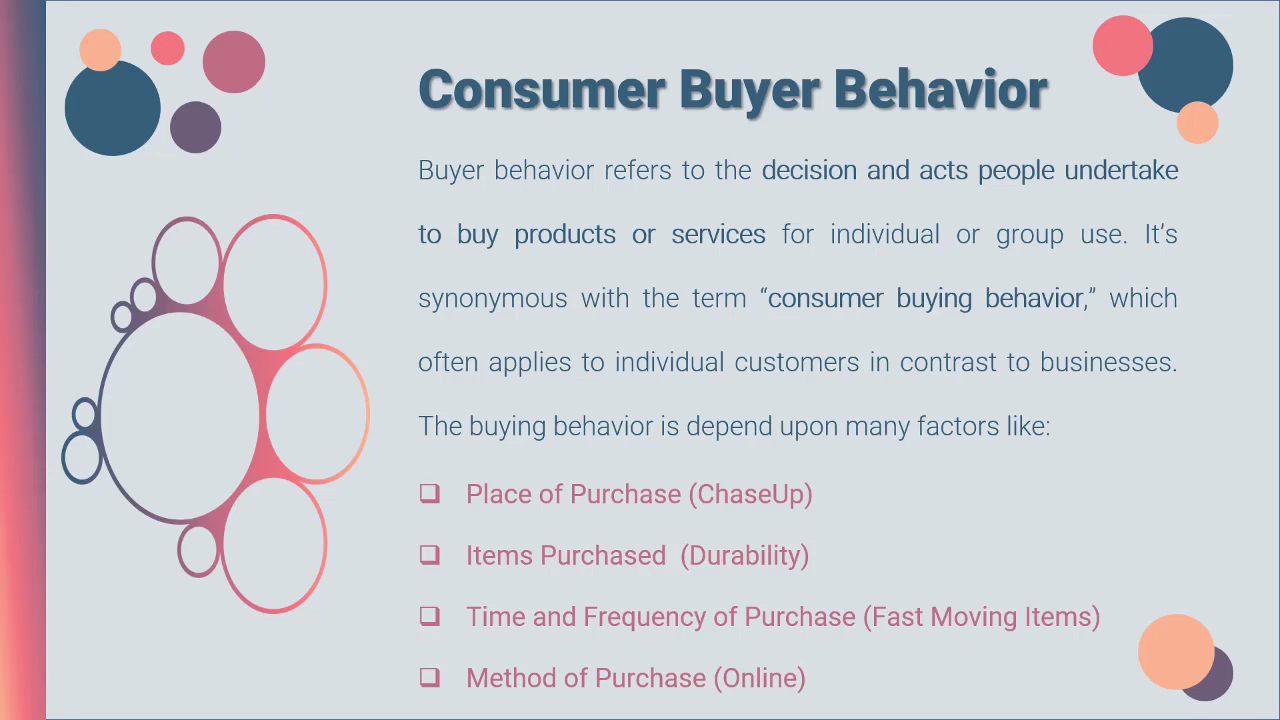 Consumer Buyer Behavior
Buyer behavior refers to the decision and acts people undertake
to buy products or services for individual or group use. It’s
synonymous with the term “consumer buying behavior,” which
often applies to individual customers in contrast to businesses.
The buying behavior is depend upon many factors like:
❑ Place of Purchase (ChaseUp)
❑ Items Purchased (Durability)
❑ Time and Frequency of Purchase (Fast Moving Items)
❑ Method of Purchase (Online)